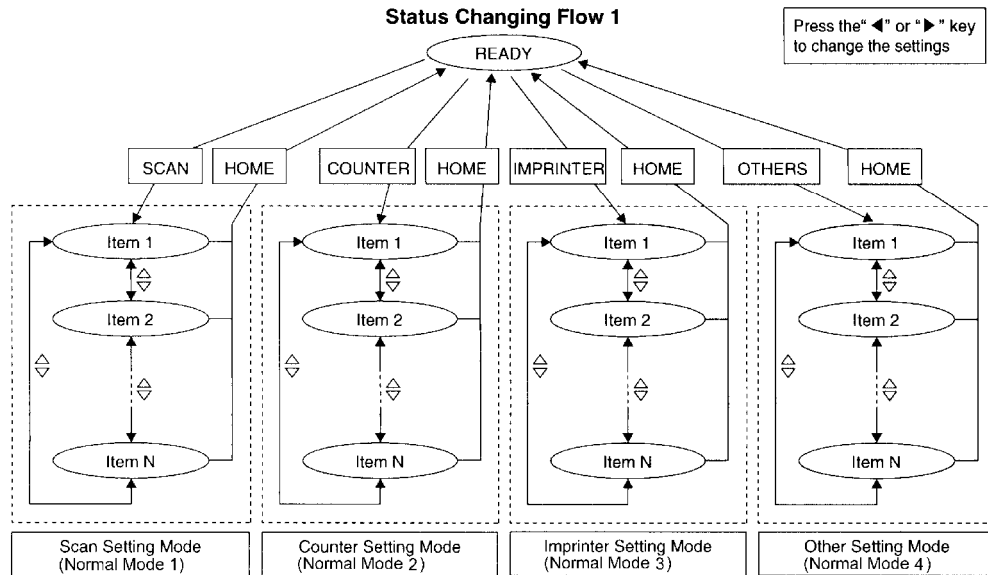 Status Changing Flow 1
Press the“ ◀” or “▶ ” key
to change the settings
READY
SCAN
HOME
COUNTER
HOME
IMPRINTER
HOME
OTHERS
HOME
Item 1
Item 2
Item N
Item 1
Item 2
Item N
Item 1
Item 2
Item N
Item 1
Item 2
Item N
Scan Setting Mode
(Normal Mode 1)
Counter Setting Mode
(Normal Mode 2)
Imprinter Setting Mode
(Normal Mode 3)
Other Setting Mode
(Normal Mode 4)